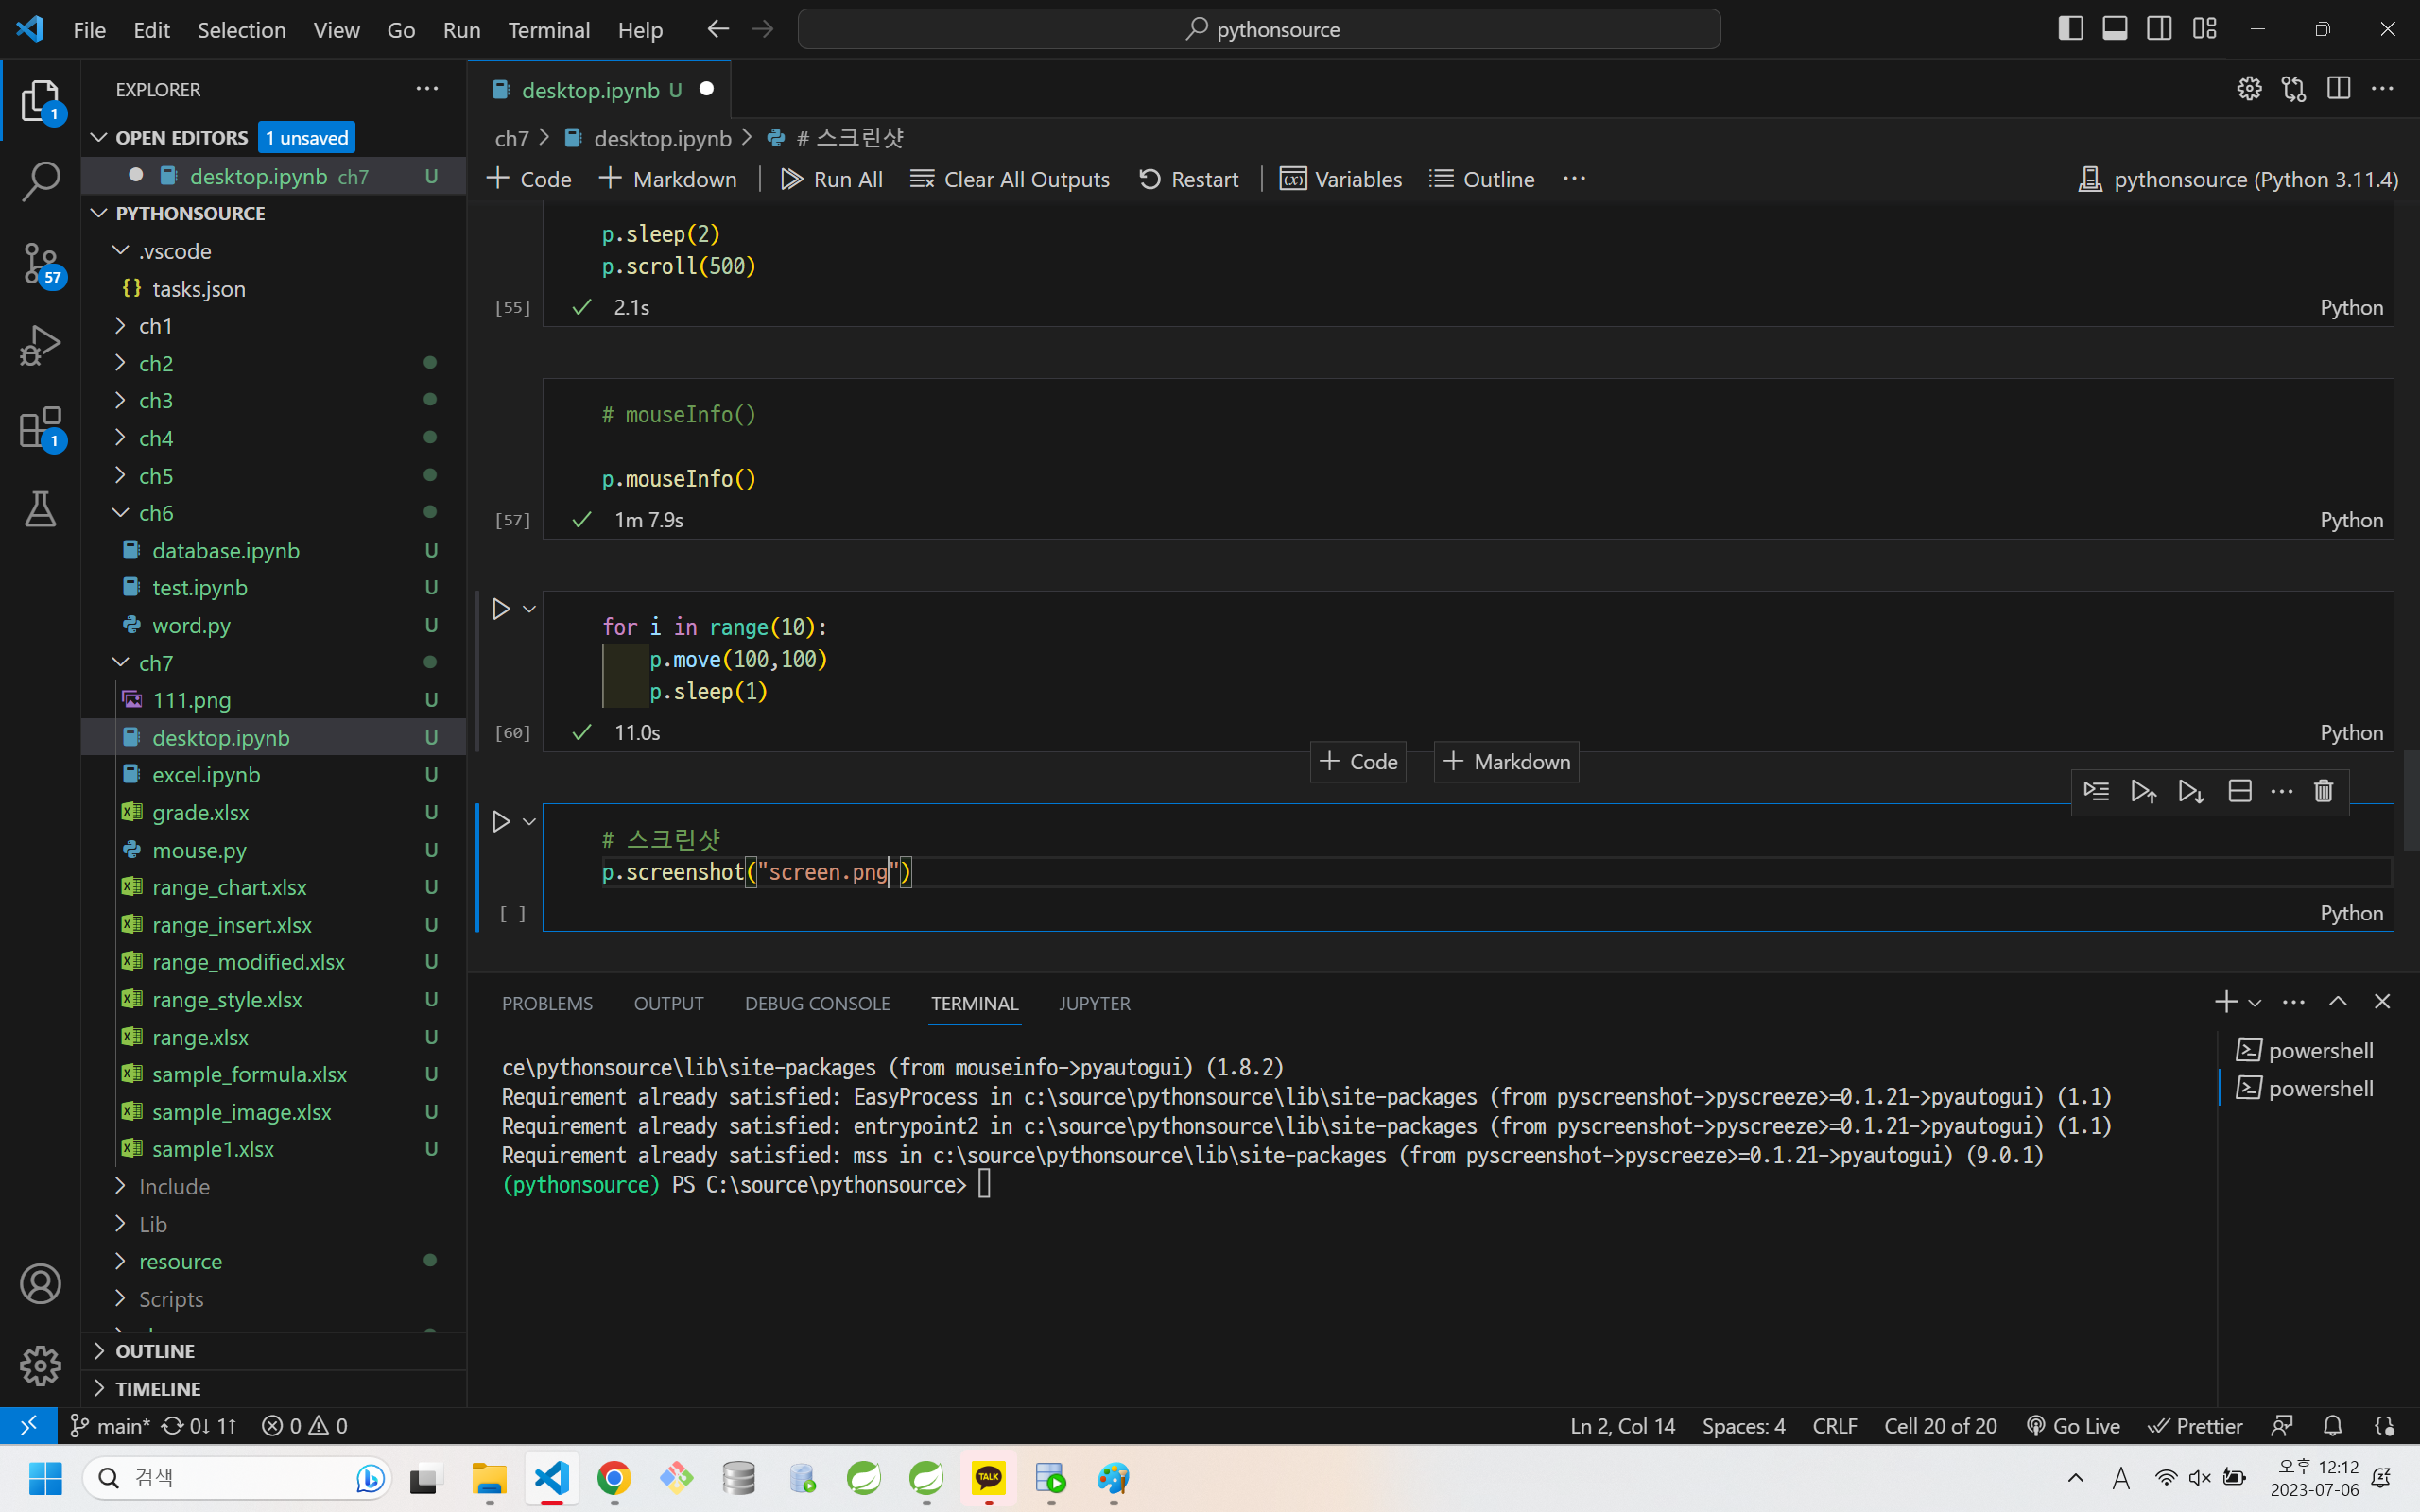 File Edit Selection View Go Run Terminal Help
pythonsource
EXPLORER
OPEN EDITORS 1 unsaved
desktop.ipynb ch7 U
PYTHONSOURCE
.vscode
{} tasks.json
ch1
ch2
ch3
ch4
ch5
ch6
database.ipynb U
test.ipynb U
word.py U
ch7
111.png U
desktop.ipynb U
excel.ipynb U
grade.xlsx U
mouse.py U
range_chart.xlsx U
range_insert.xlsx U
range_modified.xlsx U
range_style.xlsx U
range.xlsx U
sample_formula.xlsx U
sample_image.xlsx U
sample1.xlsx U
Include
Lib
resource
Scripts
OUTLINE
TIMELINE
1
57
1
desktop.ipynb U
ch7 > desktop.ipynb > # 스크린샷
+ Code + Markdown Run All Clear All Outputs Restart Variables Outline ...
pythonsource (Python 3.11.4)
p.sleep(2)
p.scroll(500)
[55] 2.1s Python
# mouseInfo()
p.mouseInfo()
[57] 1m 7.9s Python
for i in range(10):
p.move(100,100)
p.sleep(1)
[60] 11.0s Python
+ Code + Markdown
# 스크린샷
p.screenshot("screen.png")
[ ] Python
PROBLEMS OUTPUT DEBUG CONSOLE TERMINAL JUPYTER
ce\pythonsource\lib\site-packages (from mouseinfo->pyautogui) (1.8.2)
Requirement already satisfied: EasyProcess in c:\source\pythonsource\lib\site-packages (from pyscreenshot->pyscreeze>=0.1.21->pyautogui) (1.1)
Requirement already satisfied: entrypoint2 in c:\source\pythonsource\lib\site-packages (from pyscreenshot->pyscreeze>=0.1.21->pyautogui) (1.1)
Requirement already satisfied: mss in c:\source\pythonsource\lib\site-packages (from pyscreenshot->pyscreeze>=0.1.21->pyautogui) (9.0.1)
(pythonsource) PS C:\source\pythonsource>
powershell
powershell
main* 0↓ 1↑ 0 0
Ln 2, Col 14 Spaces: 4 CRLF Cell 20 of 20 Go Live Prettier
검색
TALK
A
오후 12:12
2023-07-06